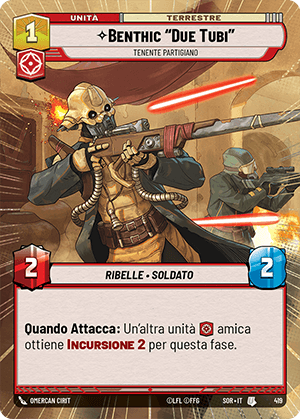 UNITÀ TERRESTRE
1
✧BENTHIC “DUE TUBI”
TENENTE PARTIGIANO
2 2
RIBELLE • SOLDATO
Quando Attacca: Un’altra unità amica
ottiene INCURSIONE 2 per questa fase.
OMERCAN CIRIT ©LFL ©FFG SOR•IT U 419